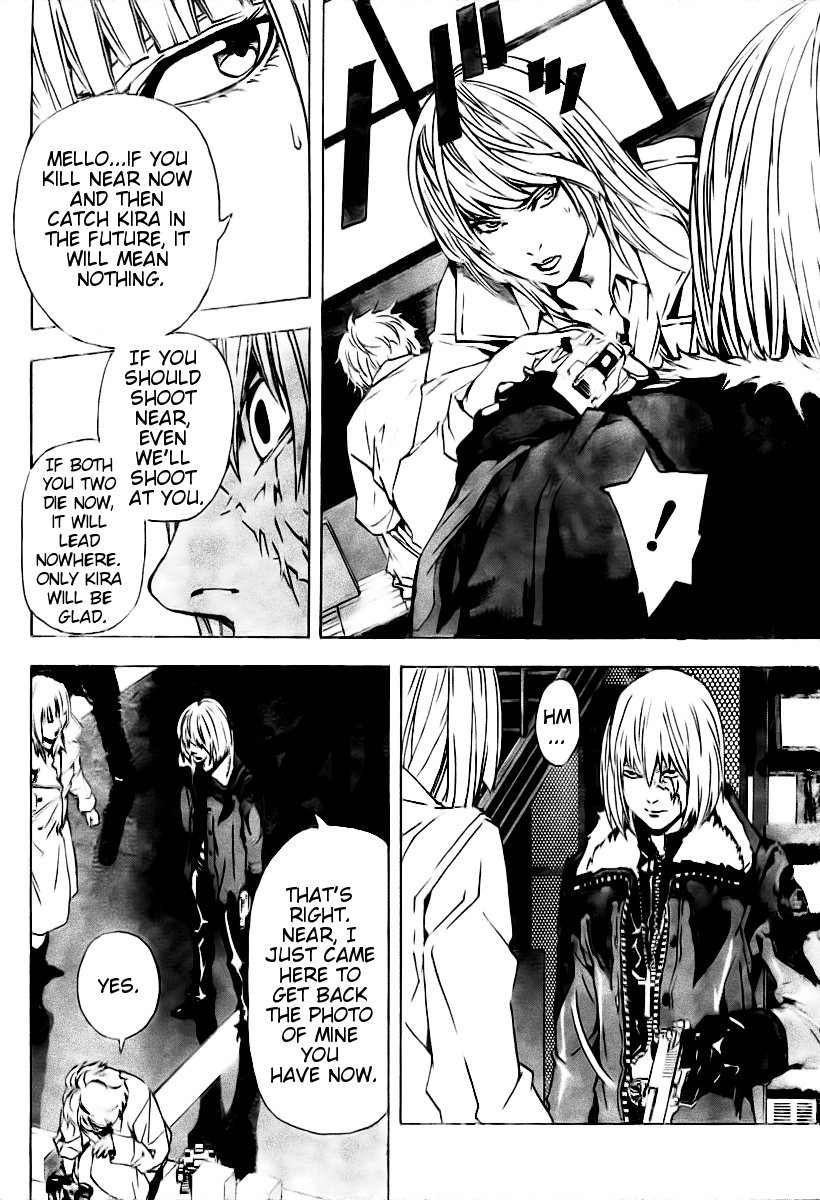 !
MELLO...IF YOU
KILL NEAR NOW
AND THEN
CATCH KIRA IN
THE FUTURE, IT
WILL MEAN
NOTHING.
IF YOU
SHOULD
SHOOT
NEAR,
EVEN
WE'LL
SHOOT
AT YOU.
IF BOTH
YOU TWO
DIE NOW,
IT WILL
LEAD
NOWHERE.
ONLY KIRA
WILL BE
GLAD.
HM
...
THAT'S
RIGHT.
NEAR, I
JUST CAME
HERE TO
GET BACK
THE PHOTO
OF MINE
YOU
HAVE NOW.
YES.